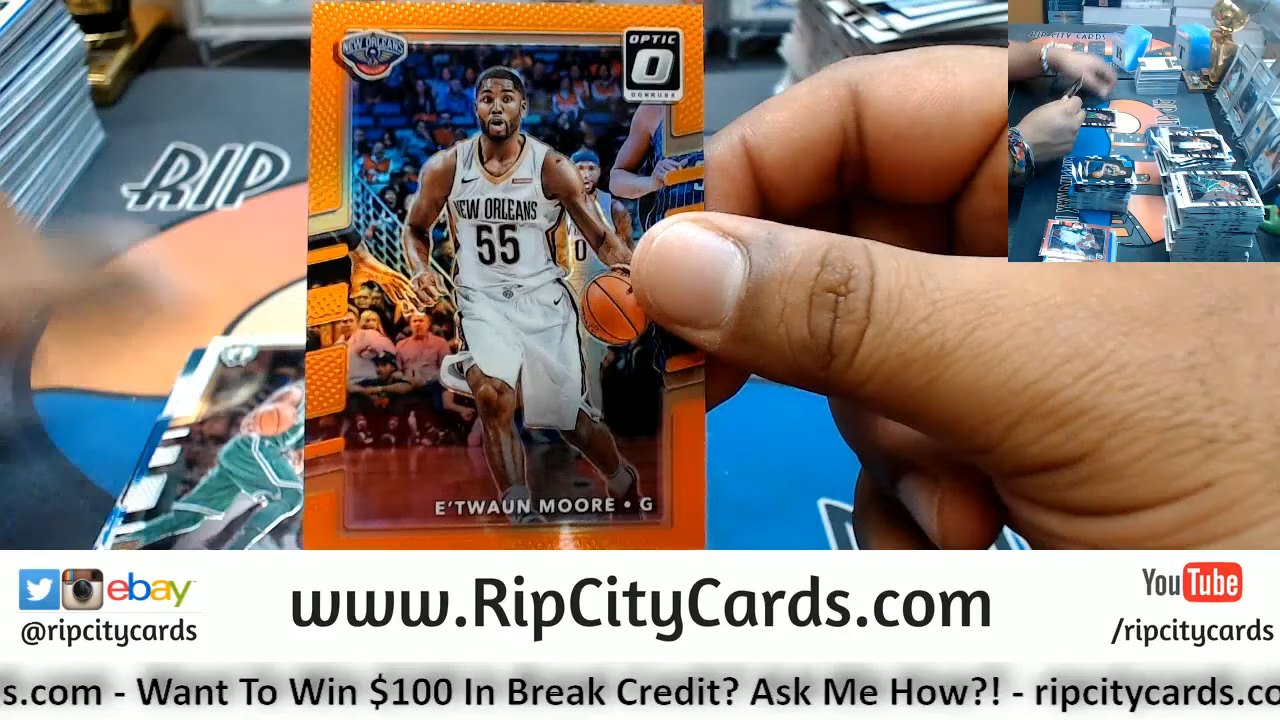 NEW ORLEANS
OPTIC
O
DONRUSS
RIP
NEW ORLEANS
55
0
E'TWAUN MOORE • G
ebay
@ripcitycards
www.RipCityCards.com
YouTube
/ripcitycards
s.com - Want To Win $100 In Break Credit? Ask Me How?! - ripcitycards.co